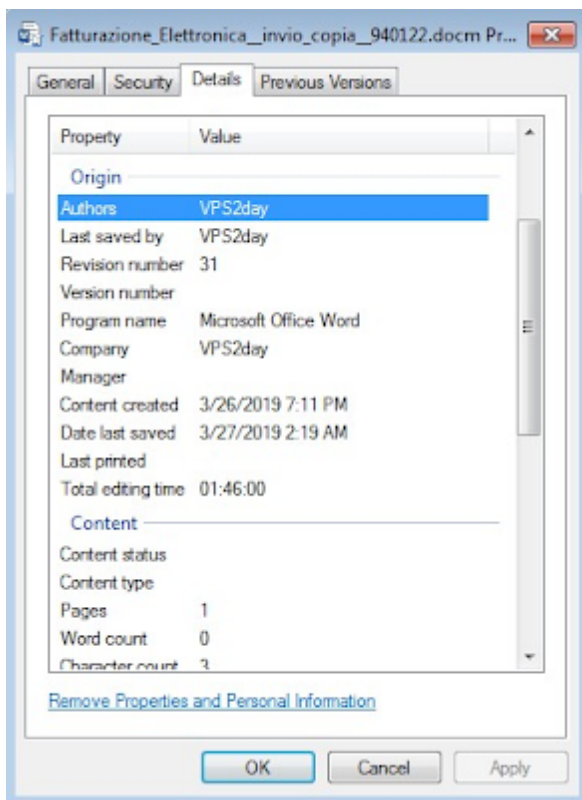 Fatturazione_Elettronica__invio_copia__940122.docm Pr...
General Security Details Previous Versions
Property Value
Origin
Authors VPS2day
Last saved by VPS2day
Revision number 31
Version number
Program name Microsoft Office Word
Company VPS2day
Manager
Content created 3/26/2019 7:11 PM
Date last saved 3/27/2019 2:19 AM
Last printed
Total editing time 01:46:00
Content
Content status
Content type
Pages 1
Word count 0
Character count 3
Remove Properties and Personal Information
OK Cancel Apply